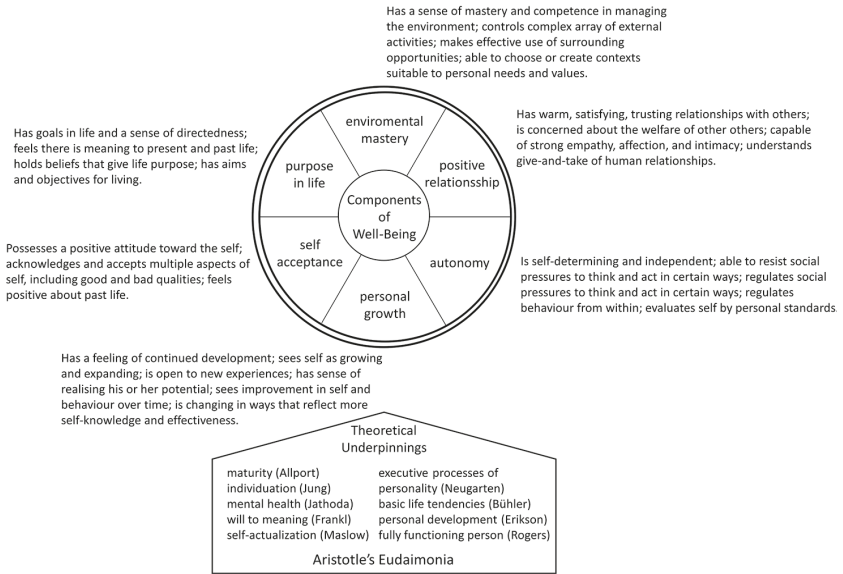 Has a sense of mastery and competence in managing
the environment; controls complex array of external
activities; makes effective use of surrounding
opportunities; able to choose or create contexts
suitable to personal needs and values.
Has goals in life and a sense of directedness;
feels there is meaning to present and past life;
holds beliefs that give life purpose; has aims
and objectives for living.
enviromental
mastery
Has warm, satisfying, trusting relationships with others;
is concerned about the welfare of other others; capable
of strong empathy, affection, and intimacy; understands
give-and-take of human relationships.
purpose
in life
positive
relationsship
Components
of
Well-Being
Possesses a positive attitude toward the self;
acknowledges and accepts multiple aspects of
self, including good and bad qualities; feels
positive about past life.
self
acceptance
autonomy
Is self-determining and independent; able to resist social
pressures to think and act in certain ways; regulates social
pressures to think and act in certain ways; regulates
behaviour from within; evaluates self by personal standards.
personal
growth
Has a feeling of continued development; sees self as growing
and expanding; is open to new experiences; has sense of
realising his or her potential; sees improvement in self and
behaviour over time; is changing in ways that reflect more
self-knowledge and effectiveness.
Theoretical
Underpinnings
maturity (Allport)
individuation (Jung)
mental health (Jathoda)
will to meaning (Frankl)
self-actualization (Maslow)
executive processes of
personality (Neugarten)
basic life tendencies (Bühler)
personal development (Erikson)
fully functioning person (Rogers)
Aristotle's Eudaimonia